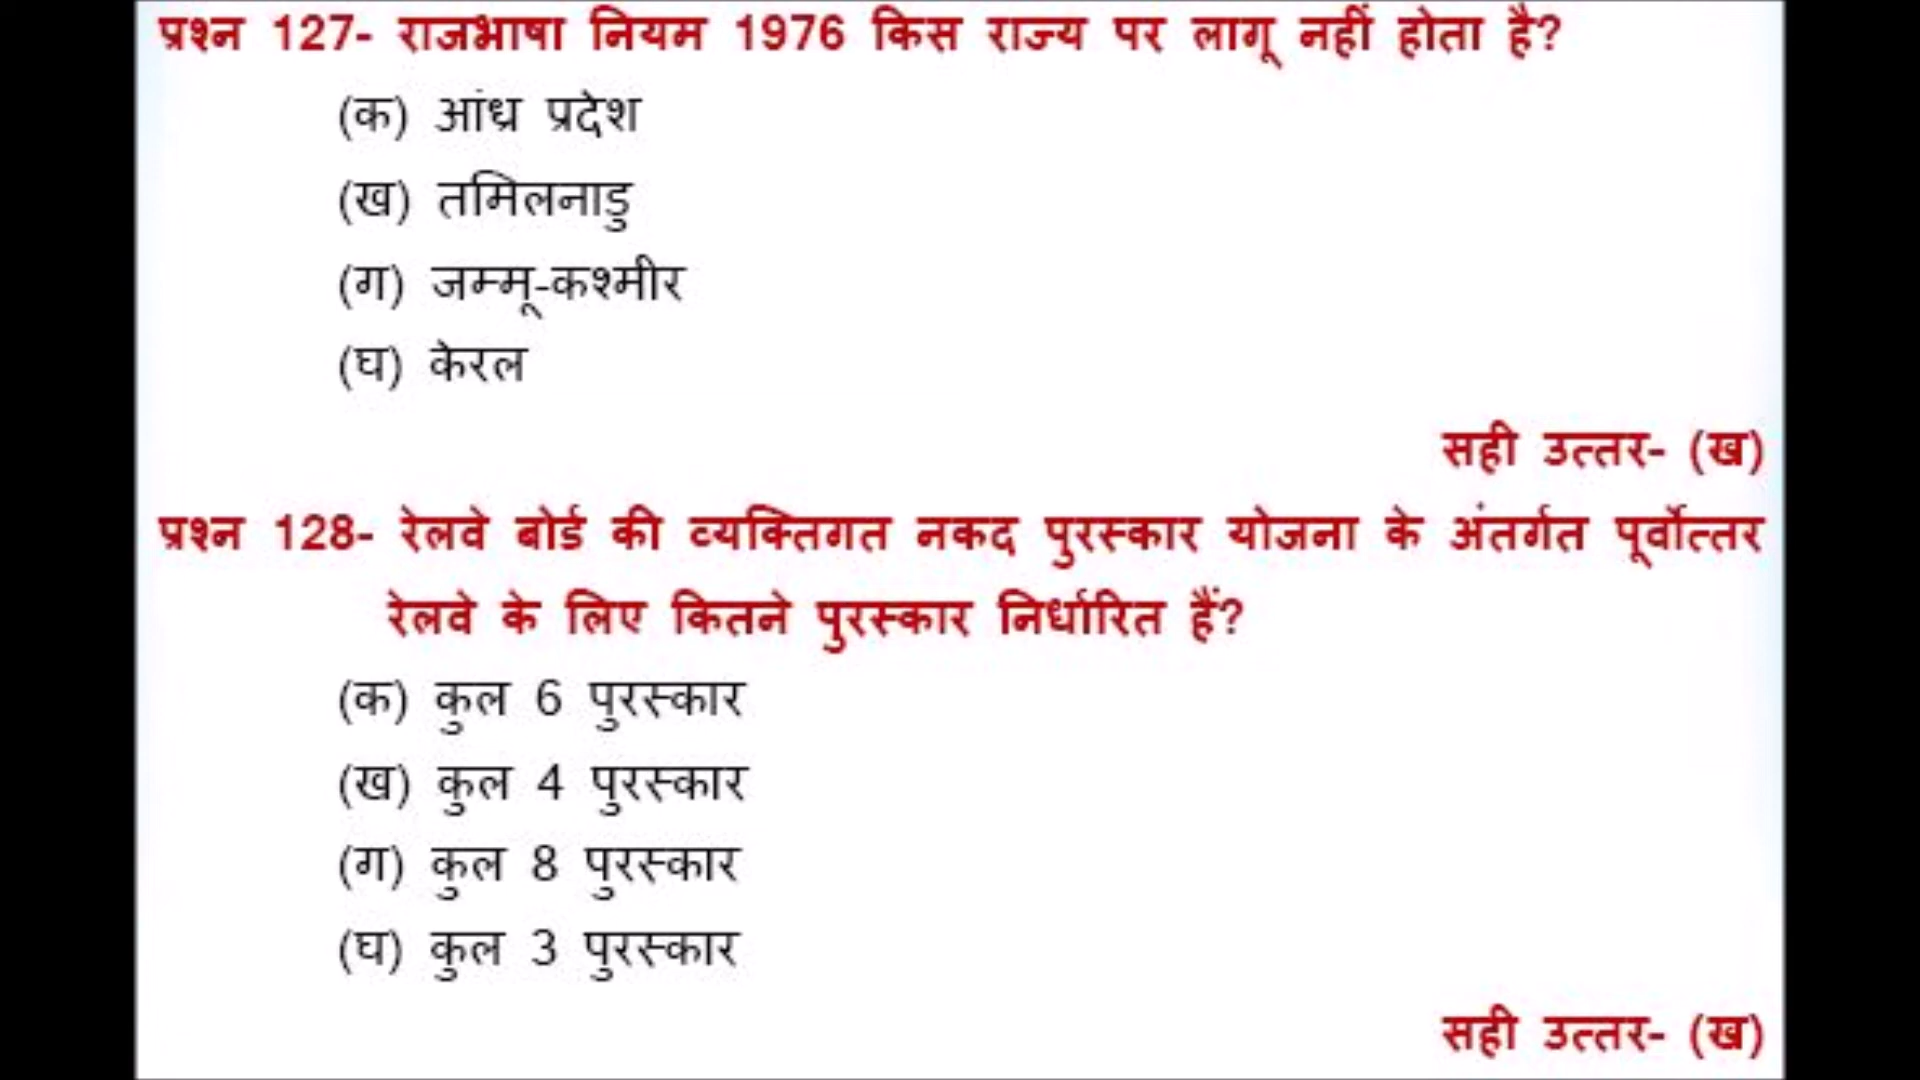 प्रश्न 127- राजभाषा नियम 1976 किस राज्य पर लागू नहीं होता है?
(क) आंध्र प्रदेश
(ख) तमिलनाडु
(ग) जम्मू-कश्मीर
(घ) केरल
सही उत्तर- (ख)
प्रश्न 128- रेलवे बोर्ड की व्यक्तिगत नकद पुरस्कार योजना के अंतर्गत पूर्वोत्तर
रेलवे के लिए कितने पुरस्कार निर्धारित हैं?
(क) कुल 6 पुरस्कार
(ख) कुल 4 पुरस्कार
(ग) कुल 8 पुरस्कार
(घ) कुल 3 पुरस्कार
सही उत्तर- (ख)